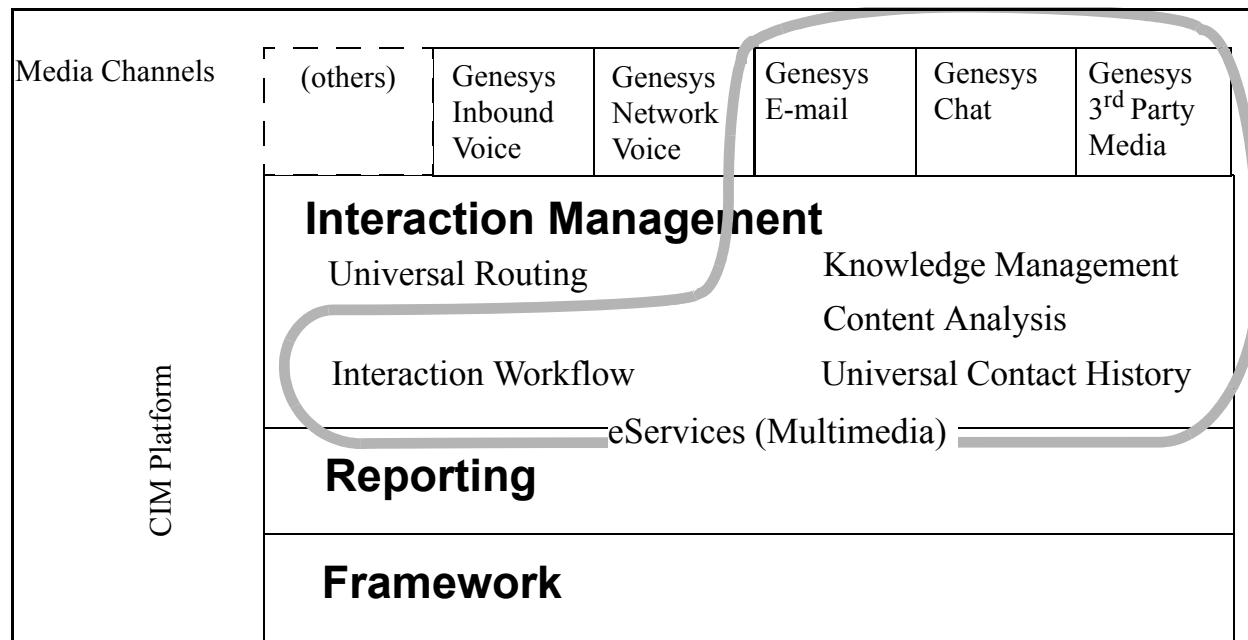 Media Channels
(others)
Genesys
Inbound
Voice
Genesys
Network
Voice
Genesys
E-mail
Genesys
Chat
Genesys
3rd Party
Media
Interaction Management
Universal Routing
Knowledge Management
Content Analysis
Interaction Workflow
Universal Contact History
eServices (Multimedia)
CIM Platform
Reporting
Framework